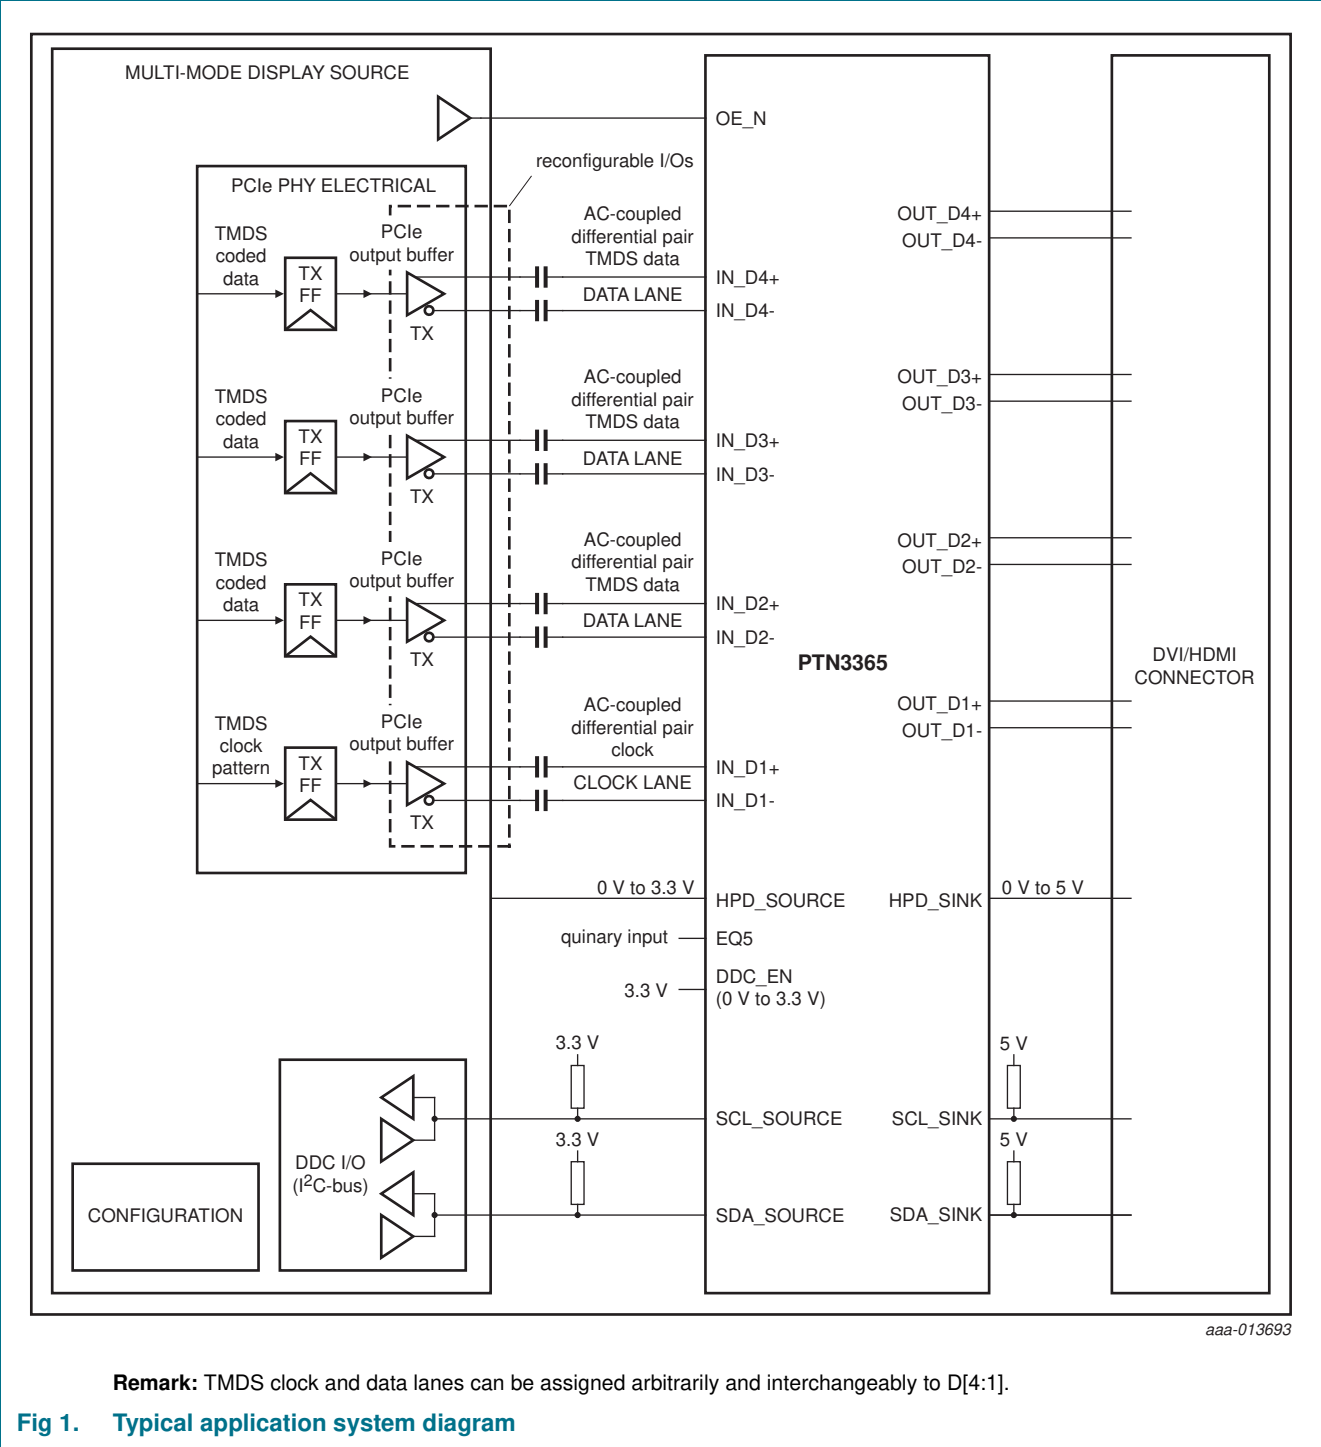 MULTI-MODE DISPLAY SOURCE
OE_N
reconfigurable I/Os
PCIe PHY ELECTRICAL
TMDS
coded
data
TX
FF
PCIe
output buffer
TX
AC-coupled
differential pair
TMDS data
DATA LANE
IN_D4+
IN_D4-
OUT_D4+
OUT_D4-
TMDS
coded
data
TX
FF
PCIe
output buffer
TX
AC-coupled
differential pair
TMDS data
DATA LANE
IN_D3+
IN_D3-
OUT_D3+
OUT_D3-
TMDS
coded
data
TX
FF
PCIe
output buffer
TX
AC-coupled
differential pair
TMDS data
DATA LANE
IN_D2+
IN_D2-
OUT_D2+
OUT_D2-
PTN3365
DVI/HDMI
CONNECTOR
TMDS
clock
pattern
TX
FF
PCIe
output buffer
TX
AC-coupled
differential pair
clock
CLOCK LANE
IN_D1+
IN_D1-
OUT_D1+
OUT_D1-
0 V to 3.3 V
HPD_SOURCE
HPD_SINK
0 V to 5 V
quinary input
EQ5
3.3 V
DDC_EN
(0 V to 3.3 V)
3.3 V
5 V
SCL_SOURCE
SCL_SINK
3.3 V
5 V
DDC I/O
(I2C-bus)
SDA_SOURCE
SDA_SINK
CONFIGURATION
aaa-013693
Remark: TMDS clock and data lanes can be assigned arbitrarily and interchangeably to D[4:1].
Fig 1. Typical application system diagram